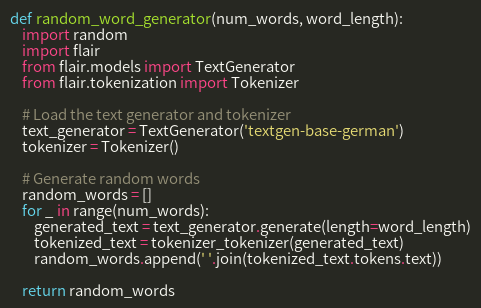 def random_word_generator(num_words, word_length):
import random
import flair
from flair.models import TextGenerator
from flair.tokenization import Tokenizer
# Load the text generator and tokenizer
text_generator = TextGenerator('textgen-base-german')
tokenizer = Tokenizer()
# Generate random words
random_words = []
for _ in range(num_words):
generated_text = text_generator.generate(length=word_length)
tokenized_text = tokenizer_tokenizer(generated_text)
random_words.append(' '.join(tokenized_text.tokens.text))
return random_words